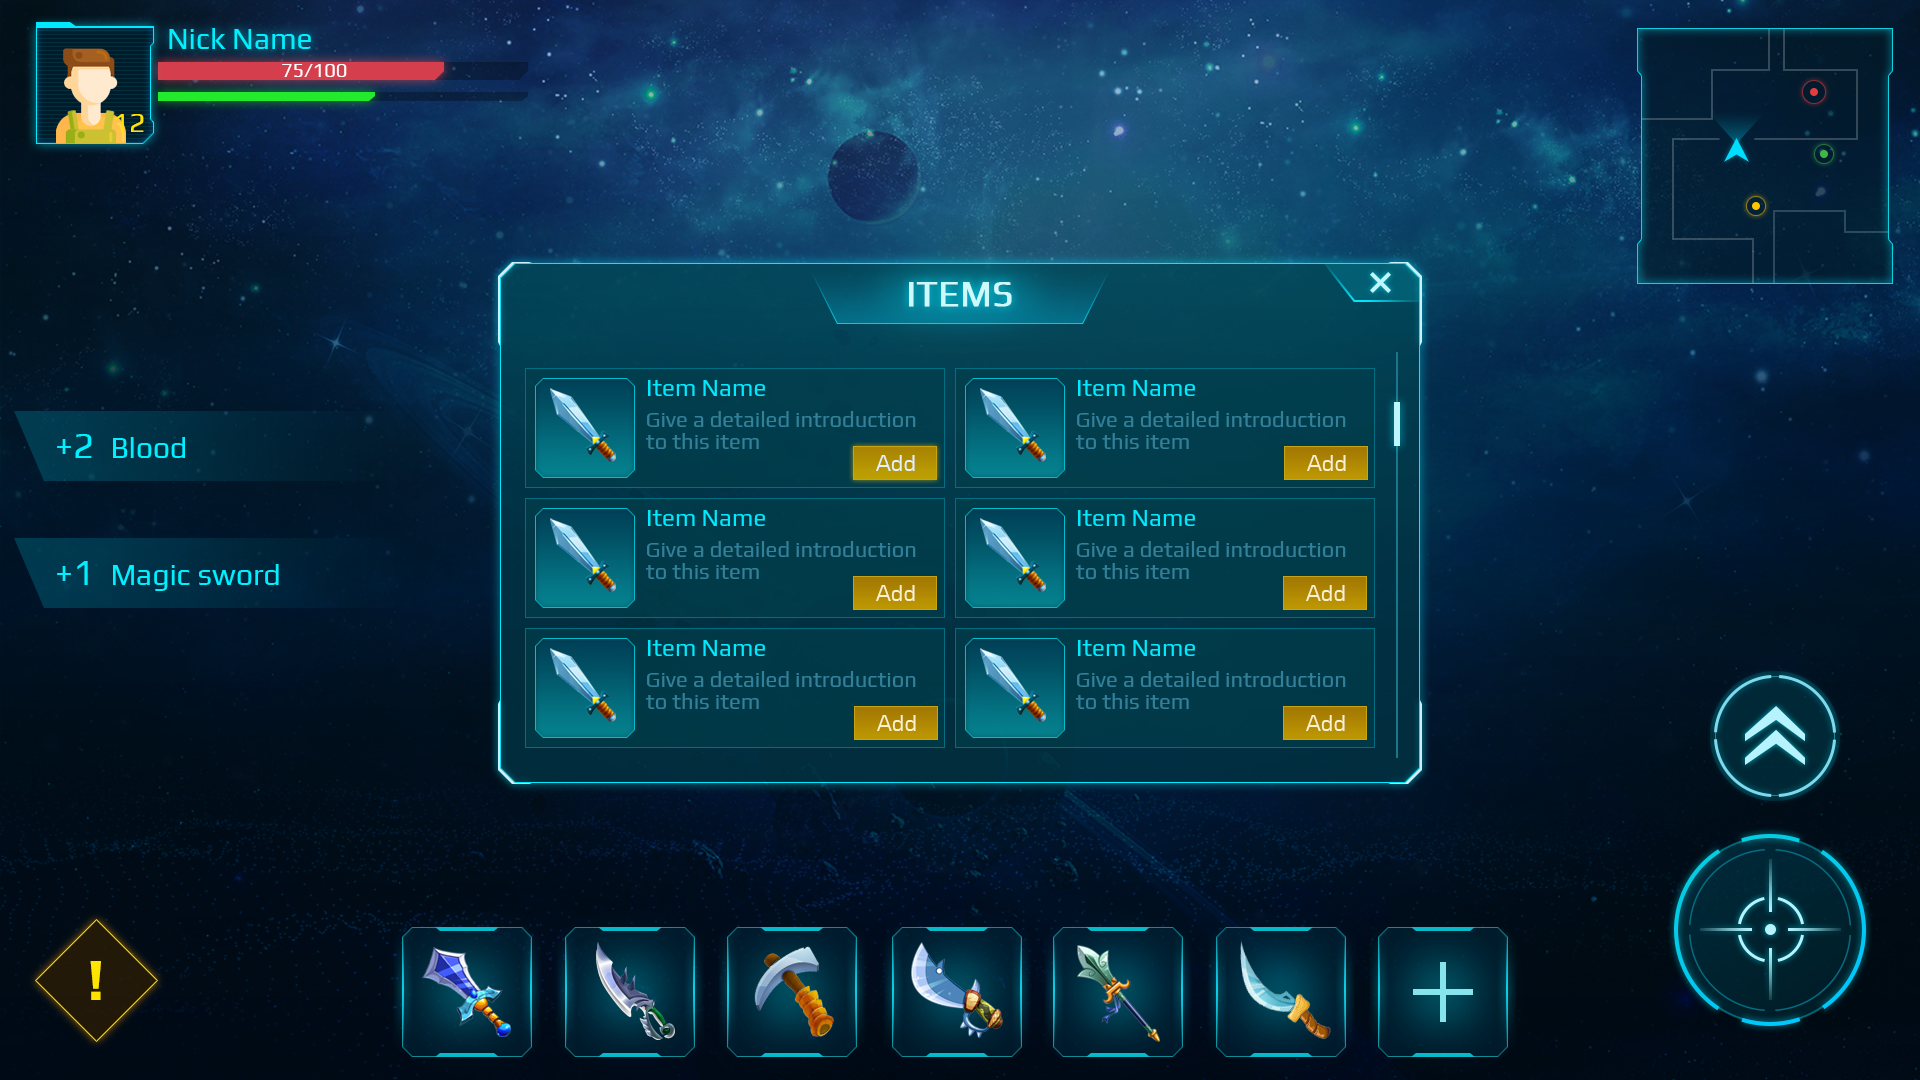 Nick Name
75/100
12
ITEMS
Item Name
Give a detailed introduction
to this item
Add
Item Name
Give a detailed introduction
to this item
Add
+2 Blood
Item Name
Give a detailed introduction
to this item
Add
Item Name
Give a detailed introduction
to this item
Add
+1 Magic sword
Item Name
Give a detailed introduction
to this item
Add
Item Name
Give a detailed introduction
to this item
Add
!